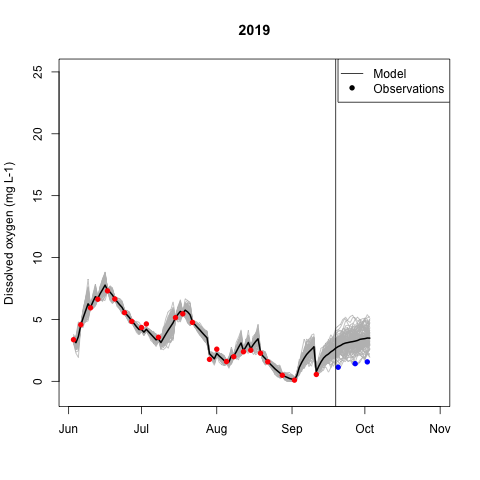 2019
Model
Observations
Dissolved oxygen (mg L-1)
25
20
15
10
5
0
Jun Jul Aug Sep Oct Nov